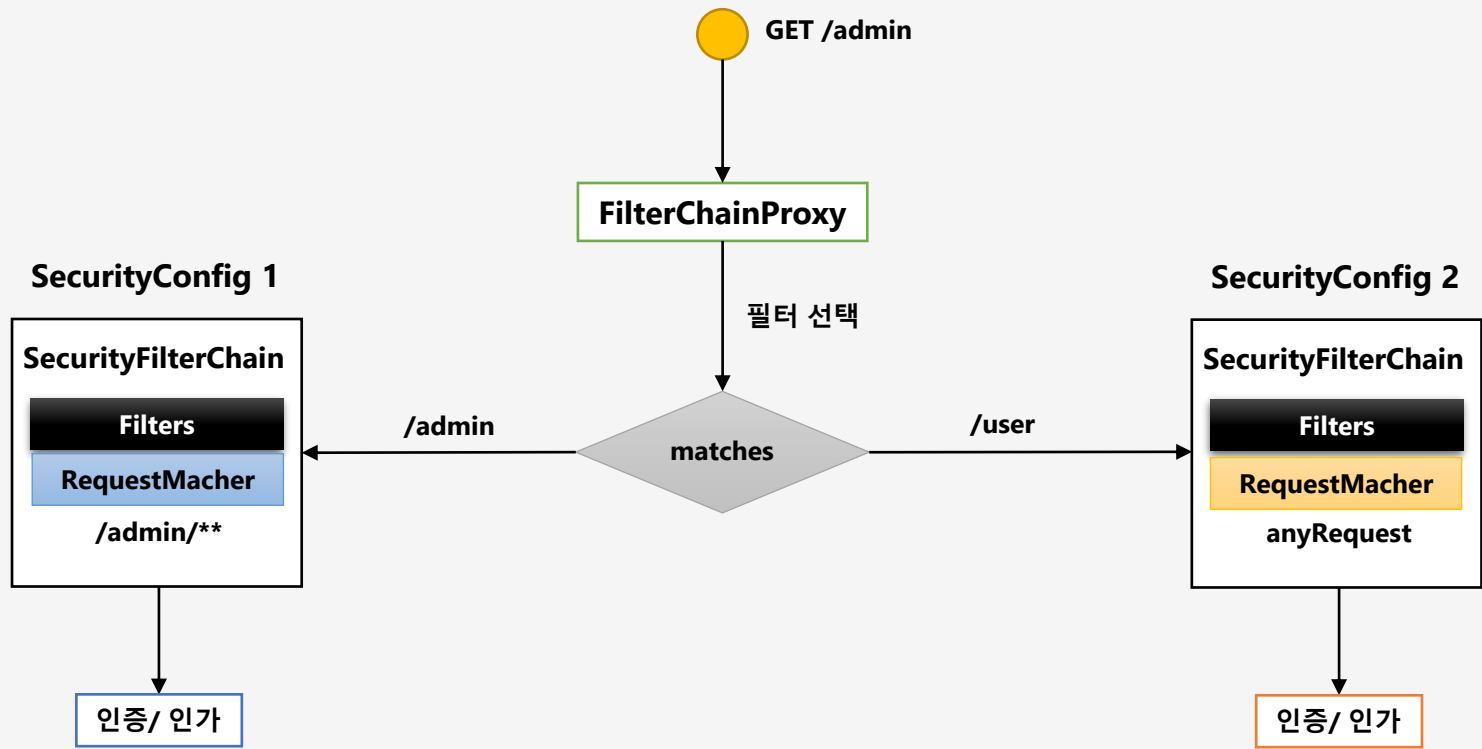 GET /admin
FilterChainProxy
필터 선택
matches
/admin
/user
SecurityConfig 1
SecurityFilterChain
Filters
RequestMacher
/admin/**
인증/ 인가
SecurityConfig 2
SecurityFilterChain
Filters
RequestMacher
anyRequest
인증/ 인가